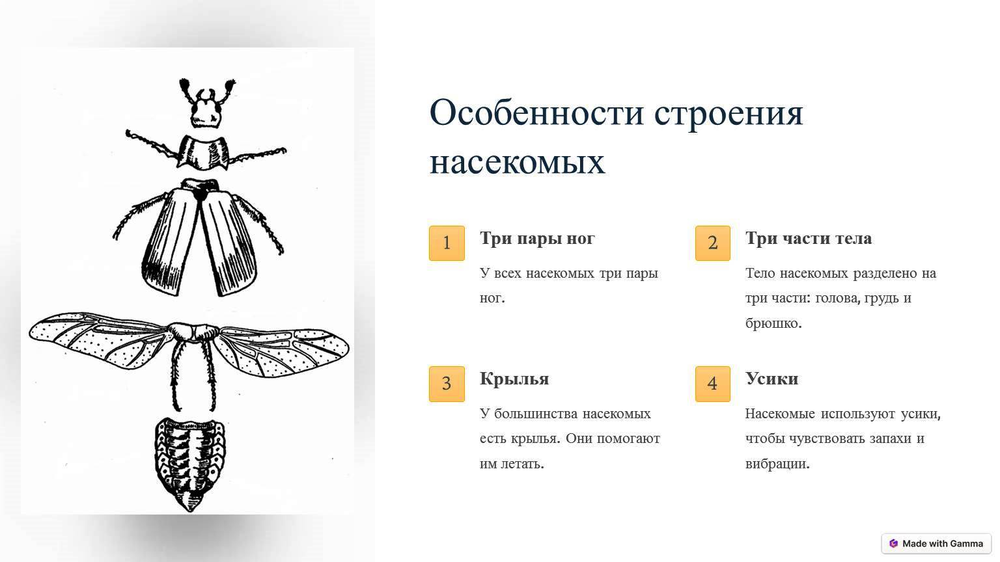 Особенности строения
насекомых
1
Три пары ног
У всех насекомых три пары
ног.
2
Три части тела
Тело насекомых разделено на
три части: голова, грудь и
брюшко.
3
Крылья
У большинства насекомых
есть крылья. Они помогают
им летать.
4
Усики
Насекомые используют усики,
чтобы чувствовать запахи и
вибрации.
Made with Gamma